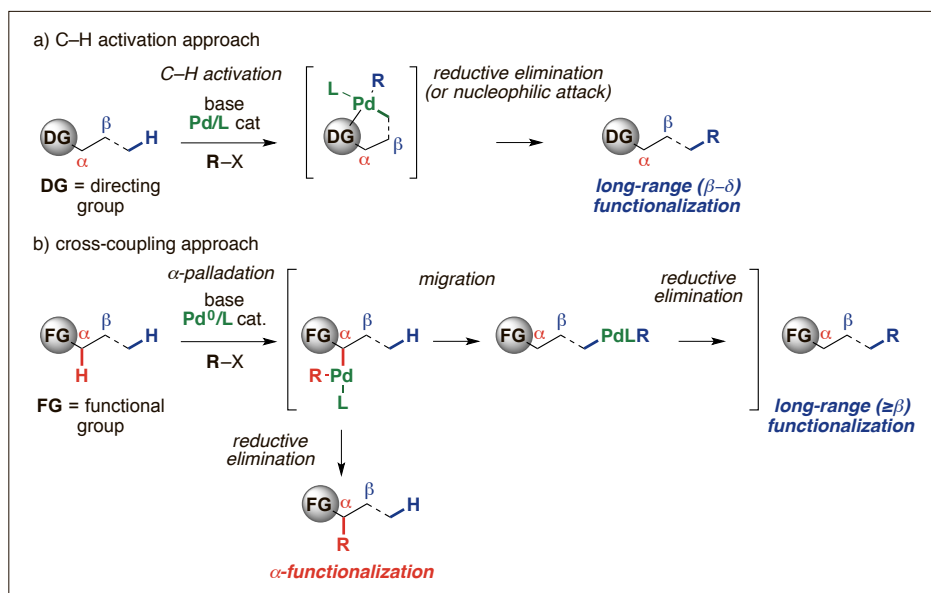 a) C–H activation approach
C–H activation
base
Pd/L cat
R–X
DG
α
β
H
DG = directing
group
L
R
Pd
DG
α
β
reductive elimination
(or nucleophilic attack)
DG
α
β
R
long-range (β–δ)
functionalization
b) cross-coupling approach
α-palladation
base
Pd⁰/L cat.
R–X
FG
α
β
H
H
FG = functional
group
FG
α
β
H
R-Pd
L
migration
FG
α
β
PdLR
reductive
elimination
FG
α
β
R
long-range (≥β)
functionalization
reductive
elimination
FG
α
β
H
R
α-functionalization